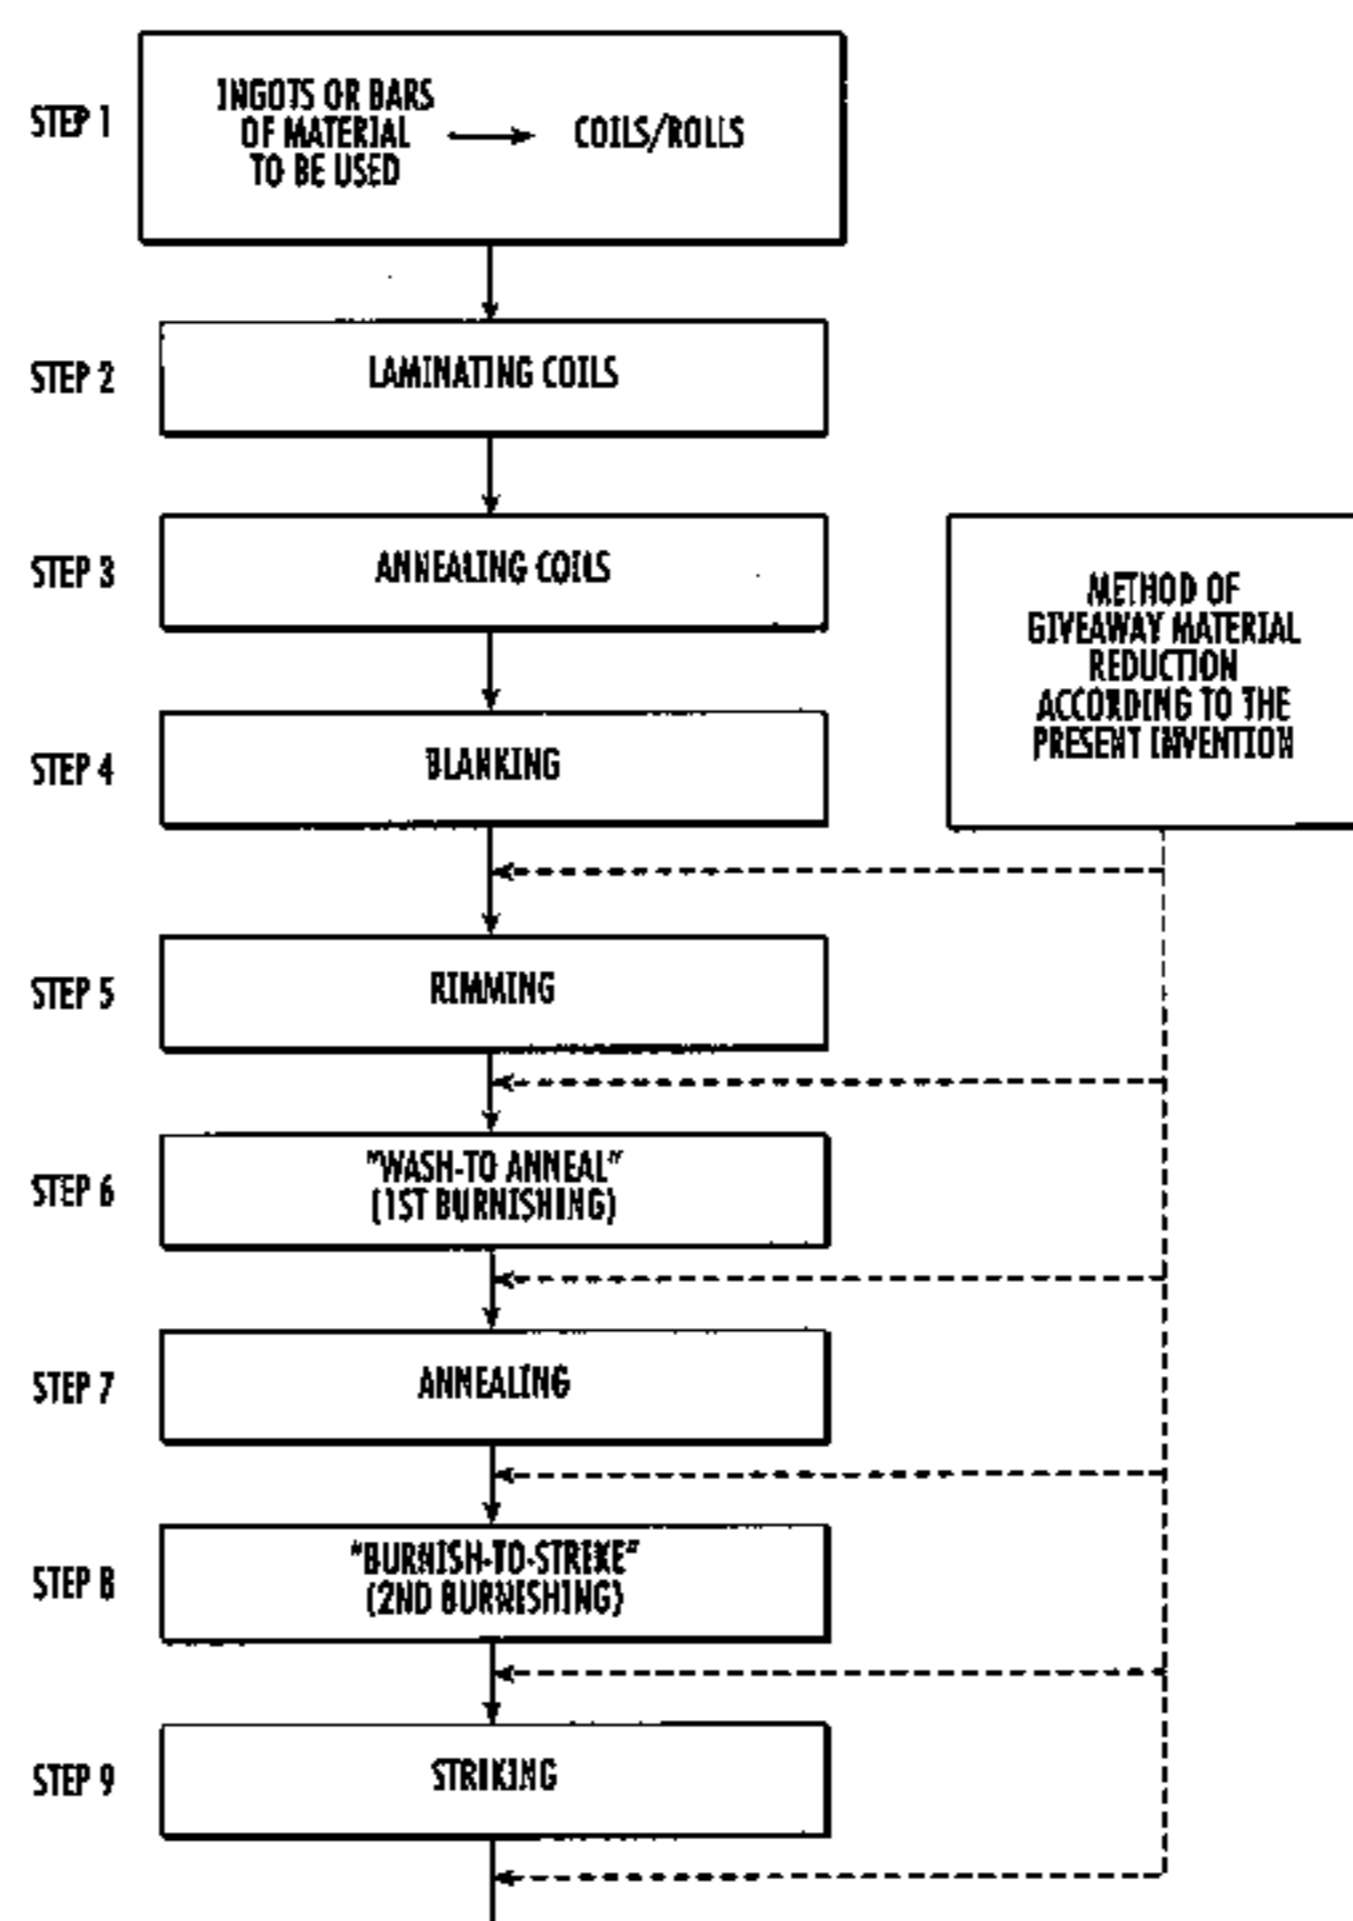 STEP 1
INGOTS OR BARS
OF MATERIAL
TO BE USED
COILS/ROLLS
STEP 2
LAMINATING COILS
STEP 3
ANNEALING COILS
METHOD OF
GIVEAWAY MATERIAL
REDUCTION
ACCORDING TO THE
PRESENT INVENTION
STEP 4
BLANKING
STEP 5
RIMMING
STEP 6
"WASH-TO ANNEAL"
(1ST BURNISHING)
STEP 7
ANNEALING
STEP 8
"BURNISH-TO-STRIKE"
(2ND BURNISHING)
STEP 9
STRIKING